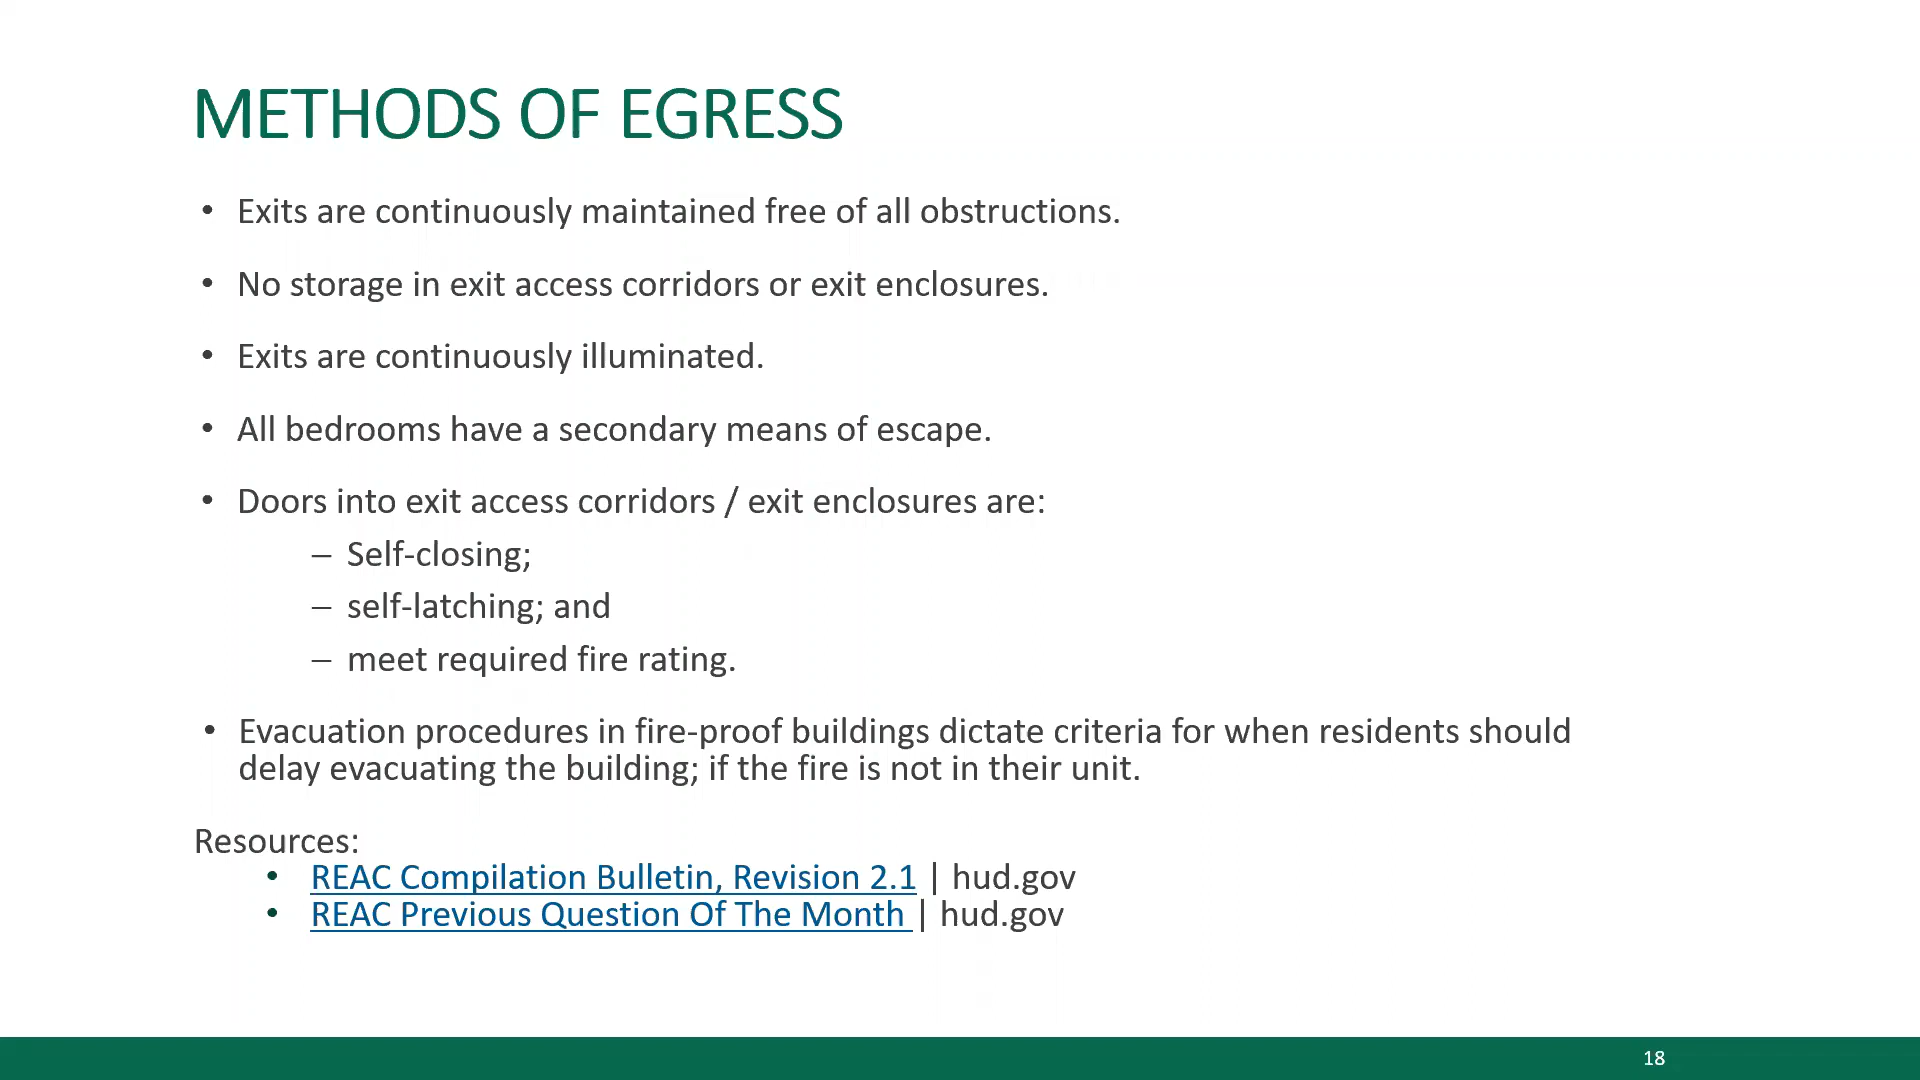 METHODS OF EGRESS
• Exits are continuously maintained free of all obstructions.
• No storage in exit access corridors or exit enclosures.
• Exits are continuously illuminated.
• All bedrooms have a secondary means of escape.
• Doors into exit access corridors / exit enclosures are:
– Self-closing;
– self-latching; and
– meet required fire rating.
• Evacuation procedures in fire-proof buildings dictate criteria for when residents should
delay evacuating the building; if the fire is not in their unit.
Resources:
• REAC Compilation Bulletin, Revision 2.1 | hud.gov
• REAC Previous Question Of The Month | hud.gov
18